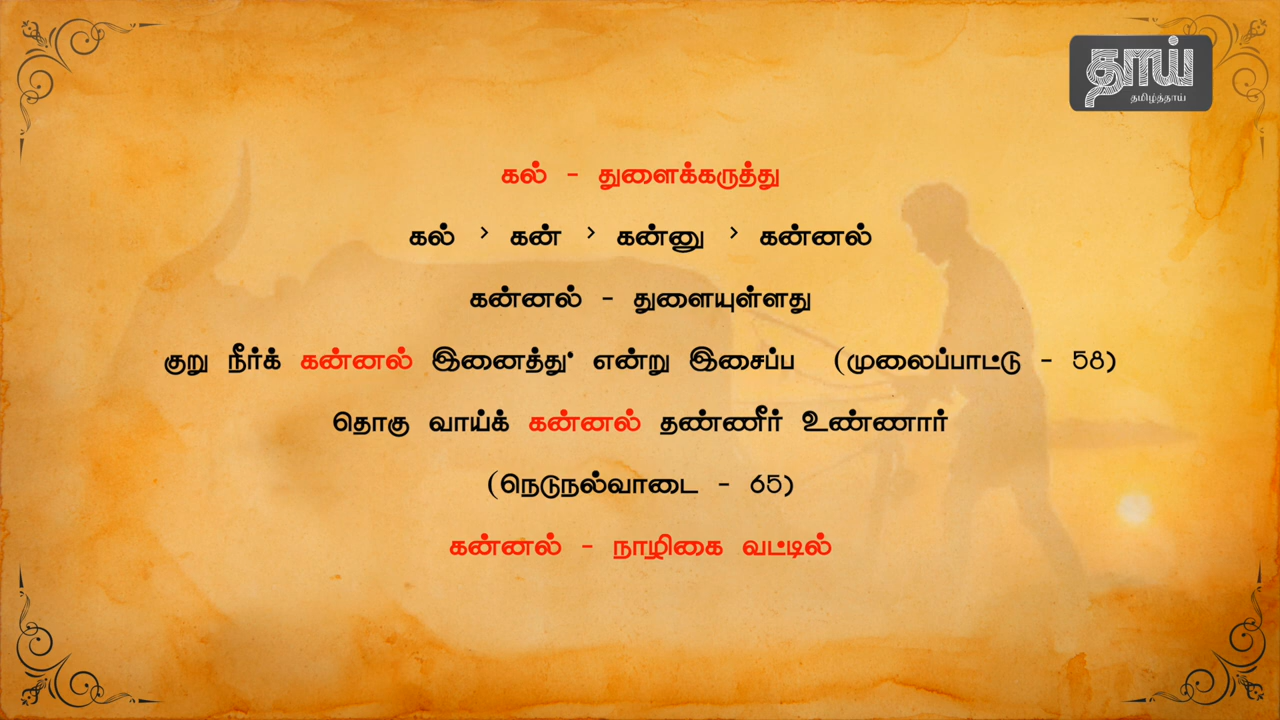 தாய்
தமிழ்த்தாய்
கல் - துளைக்கருத்து
கல் > கன் > கன்னு > கன்னல்
கன்னல் - துளையுள்ளது
குறு நீர்க் கன்னல் இனைத்து' என்று இசைப்ப (முலைப்பாட்டு - 58)
தொகு வாய்க் கன்னல் தண்ணீர் உண்ணார்
(நெடுநல்வாடை - 65)
கன்னல் - நாழிகை வட்டில்